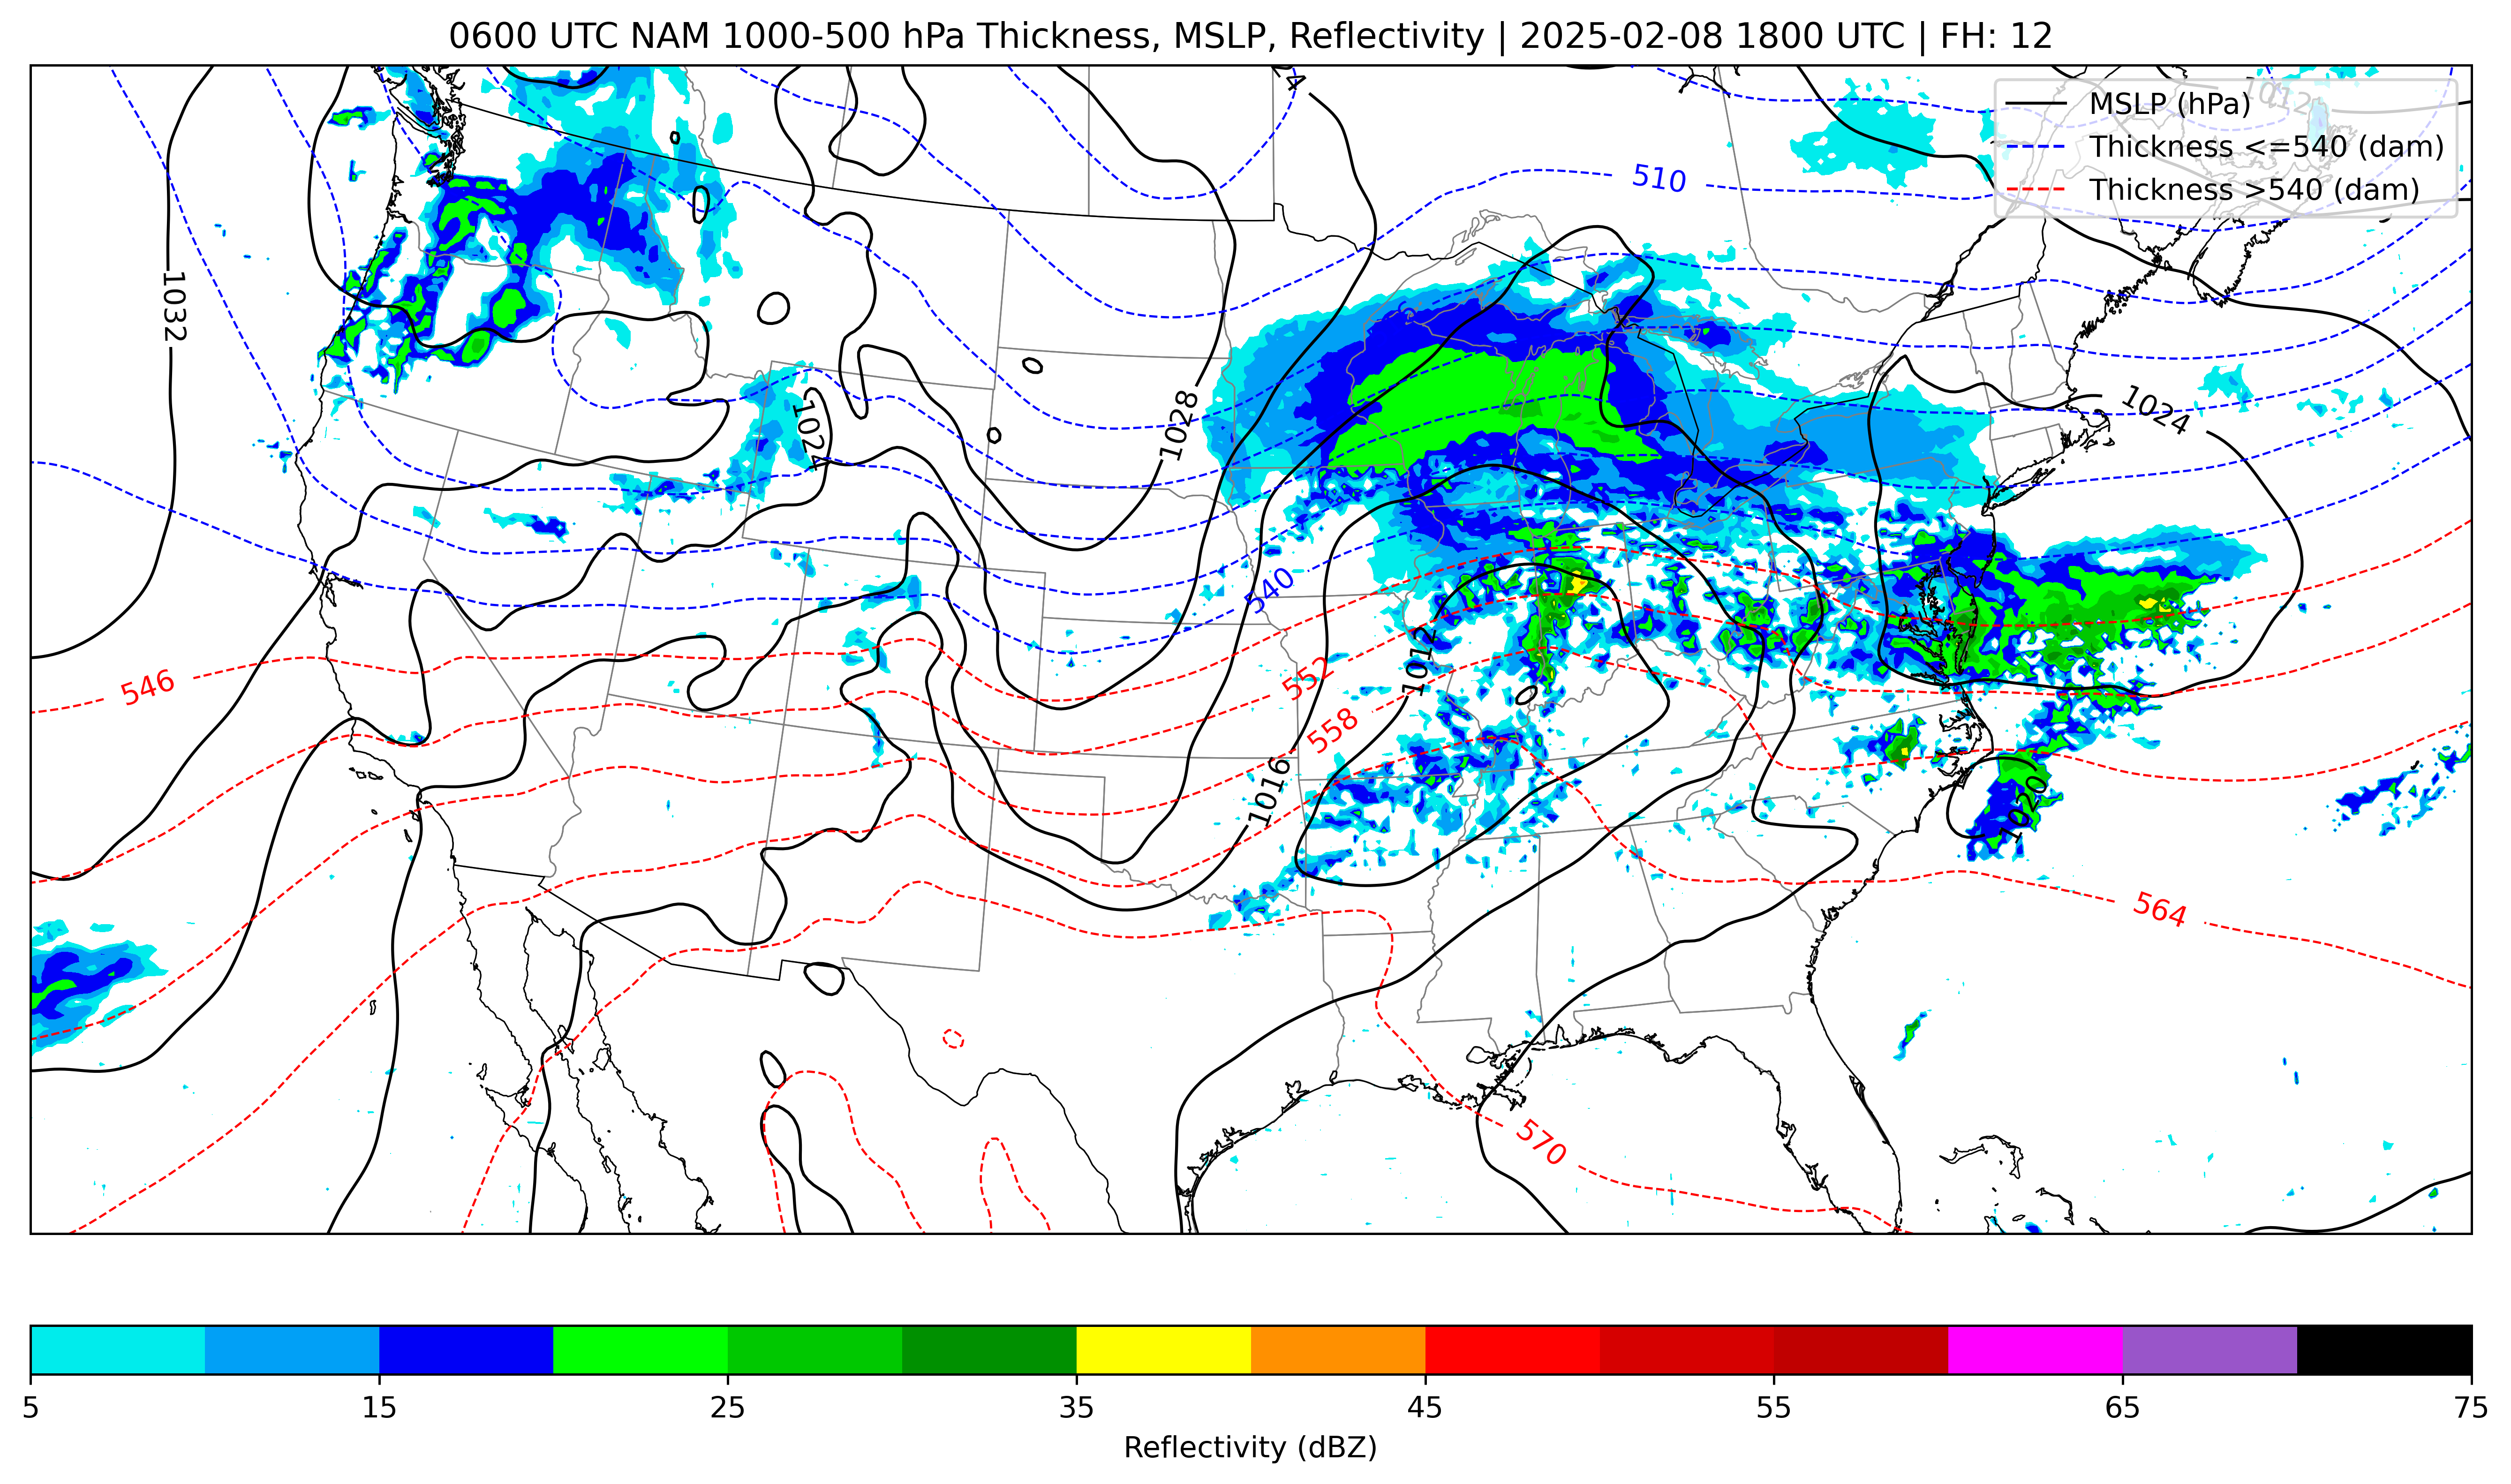 0600 UTC NAM 1000-500 hPa Thickness, MSLP, Reflectivity | 2025-02-08 1800 UTC | FH: 12
1012
MSLP (hPa)
Thickness <=540 (dam)
Thickness >540 (dam)
510
1032
1028
1024
1024
540
546
552
1012
558
1016
1020
564
570
5 15 25 35 45 55 65 75
Reflectivity (dBZ)